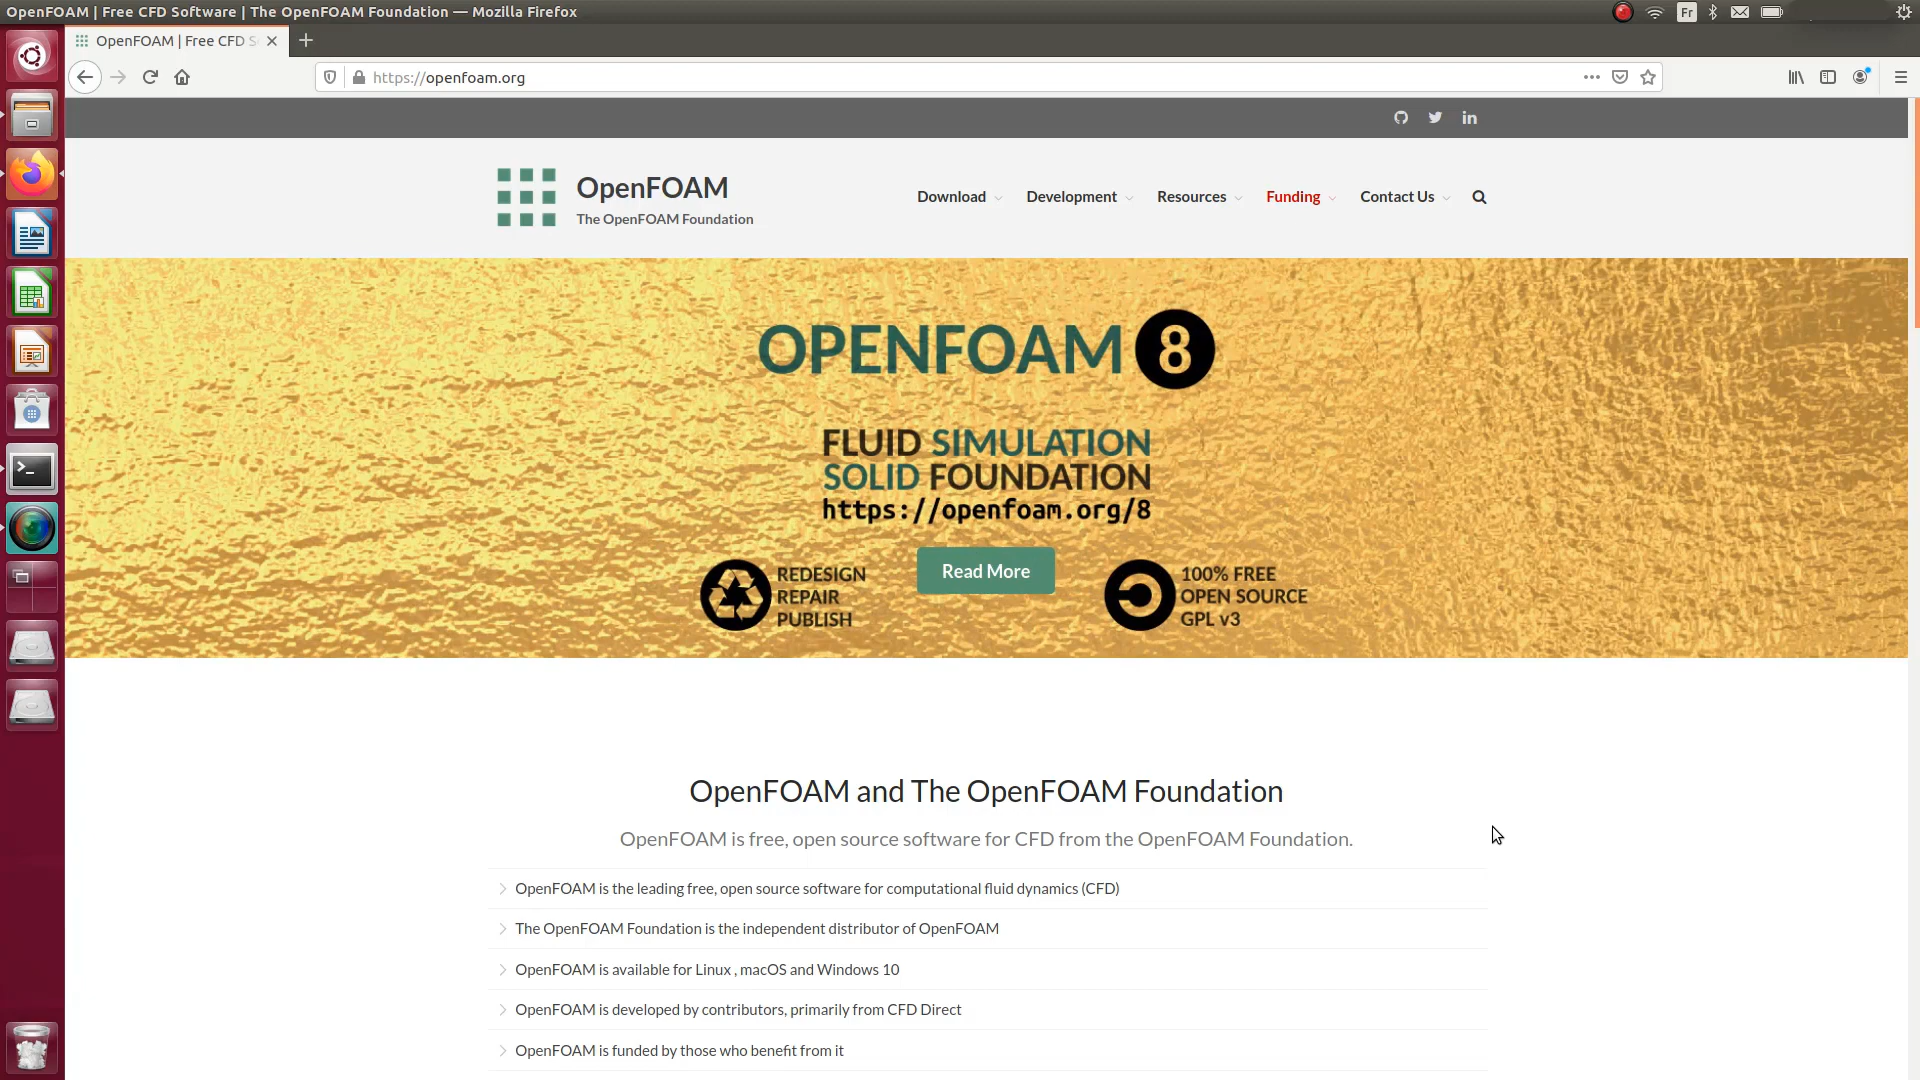 OpenFOAM | Free CFD Software | The OpenFOAM Foundation — Mozilla Firefox
Fr
OpenFOAM | Free CFD S
https://openfoam.org
OpenFOAM
The OpenFOAM Foundation
Download
Development
Resources
Funding
Contact Us
OPENFOAM 8
FLUID SIMULATION
SOLID FOUNDATION
https://openfoam.org/8
Read More
REDESIGN
REPAIR
PUBLISH
100% FREE
OPEN SOURCE
GPL v3
OpenFOAM and The OpenFOAM Foundation
OpenFOAM is free, open source software for CFD from the OpenFOAM Foundation.
OpenFOAM is the leading free, open source software for computational fluid dynamics (CFD)
The OpenFOAM Foundation is the independent distributor of OpenFOAM
OpenFOAM is available for Linux , macOS and Windows 10
OpenFOAM is developed by contributors, primarily from CFD Direct
OpenFOAM is funded by those who benefit from it